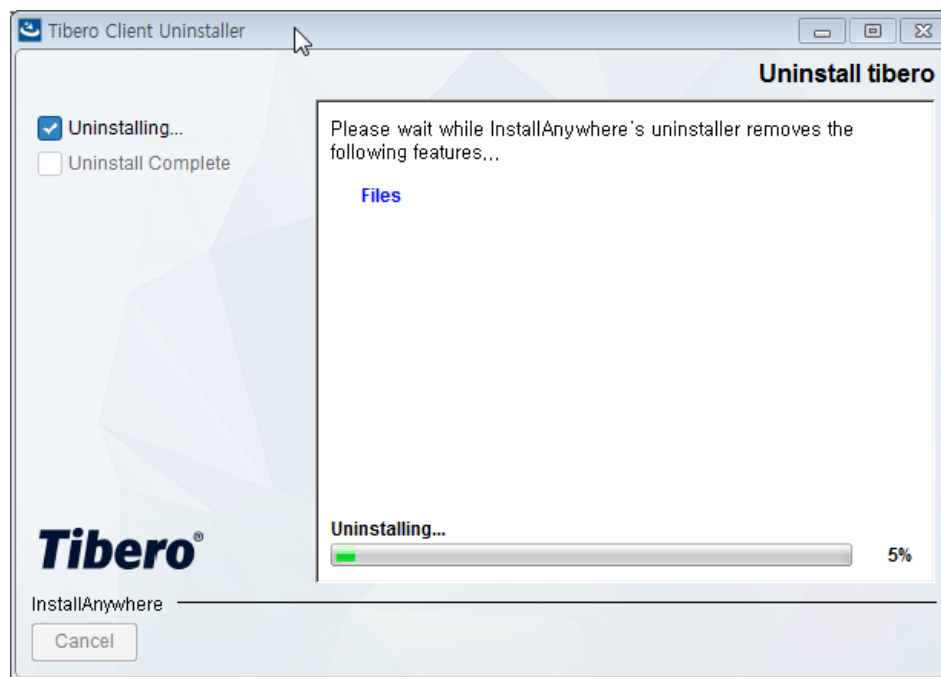 Tibero Client Uninstaller
Uninstall tibero
Uninstalling...
Uninstall Complete
Please wait while InstallAnywhere's uninstaller removes the
following features...
Files
Uninstalling...
5%
Tibero®
InstallAnywhere
Cancel